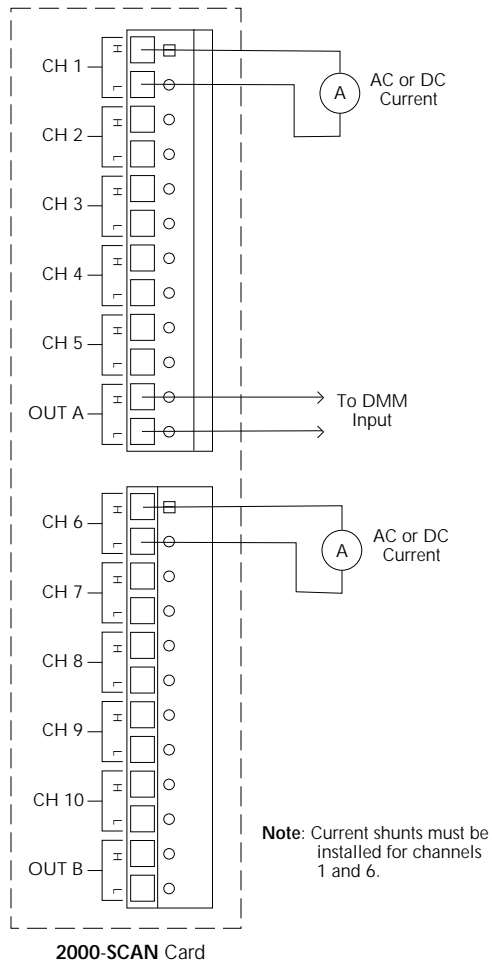 CH 1
H
L
A
AC or DC
Current
CH 2
H
L
CH 3
H
L
CH 4
H
L
CH 5
H
L
OUT A
H
L
To DMM
Input
CH 6
H
L
A
AC or DC
Current
CH 7
H
L
CH 8
H
L
CH 9
H
L
CH 10
H
L
OUT B
H
L
Note: Current shunts must be
installed for channels
1 and 6.
2000-SCAN Card